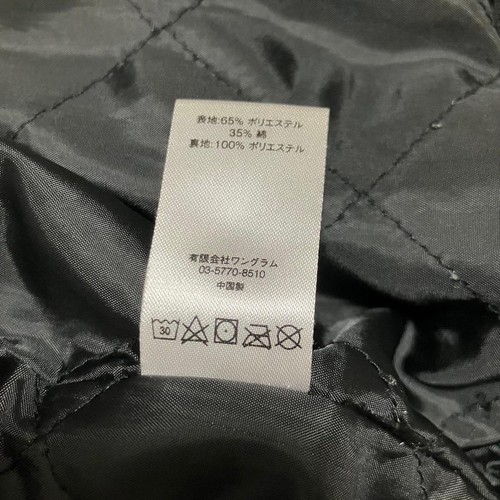 表地:65% ポリエステル
35% 綿
裏地:100% ポリエステル
有限会社ワングラム
03-5770-8510
中国製
30